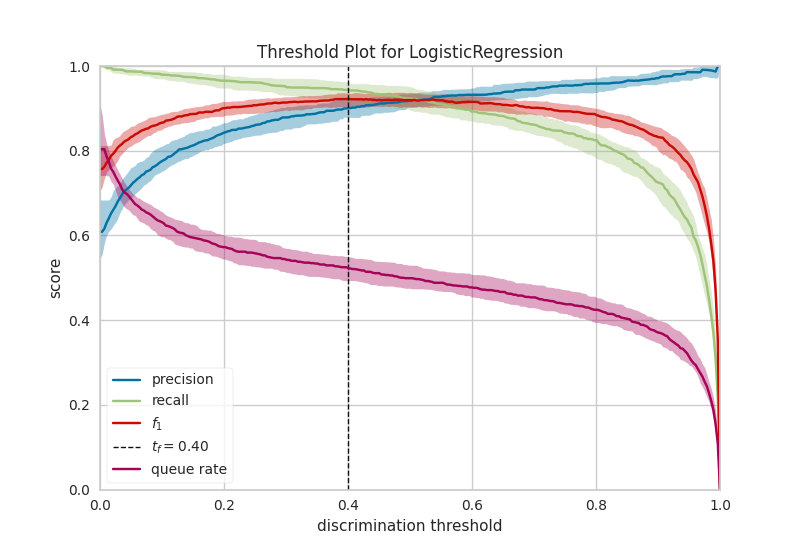 Threshold Plot for LogisticRegression
score
1.0
0.8
0.6
0.4
0.2
0.0
precision
recall
f₁
t_f = 0.40
queue rate
0.0 0.2 0.4 0.6 0.8 1.0
discrimination threshold